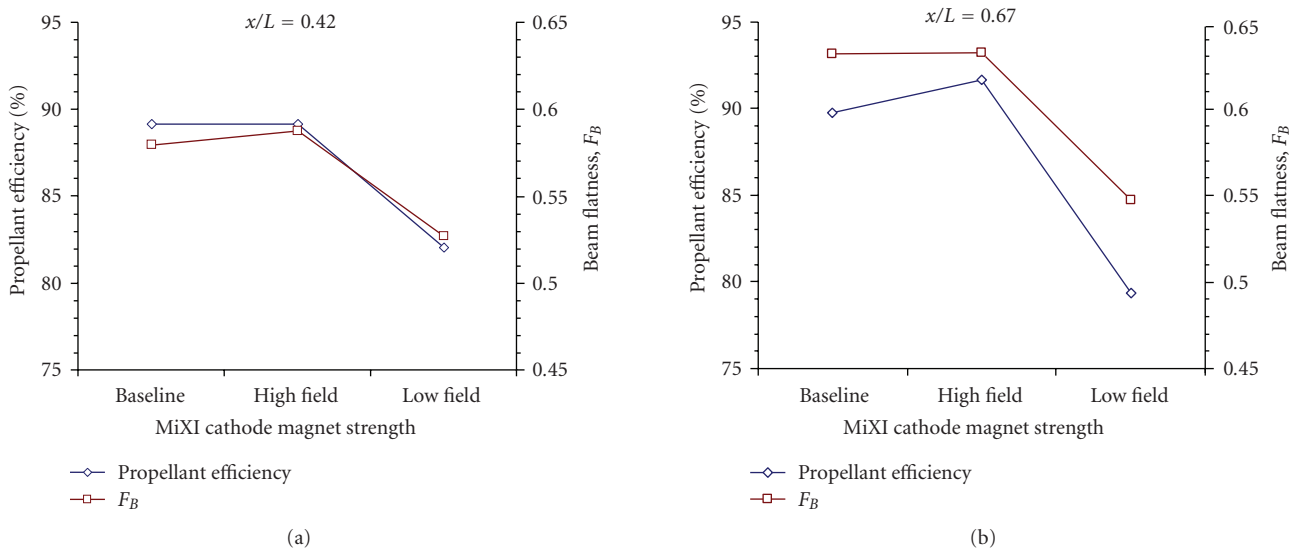 x/L = 0.42
95
90
85
80
75
Propellant efficiency (%)
0.65
0.6
0.55
0.5
0.45
Beam flatness, F_B
Baseline High field Low field
MiXI cathode magnet strength
Propellant efficiency
F_B
(a)
x/L = 0.67
95
90
85
80
75
Propellant efficiency (%)
0.65
0.6
0.55
0.5
0.45
Beam flatness, F_B
Baseline High field Low field
MiXI cathode magnet strength
Propellant efficiency
F_B
(b)